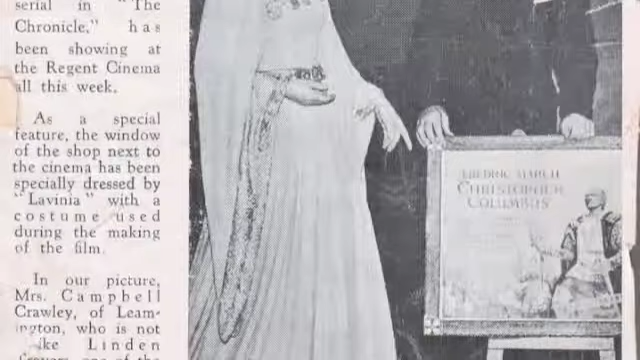 serial in "The
Chronicle," has
been showing at
the Regent Cinema
all this week.
As a special
feature, the window
of the shop next to
the cinema has been
specially dressed by
"Lavinia" with a
costume used
during the making
of the film.
In our picture,
Mrs. Campbell
Crawley, of Leam-
ington, who is not
Linden
FREDRIC MARCH
CHRISTOPHER
COLUMBUS